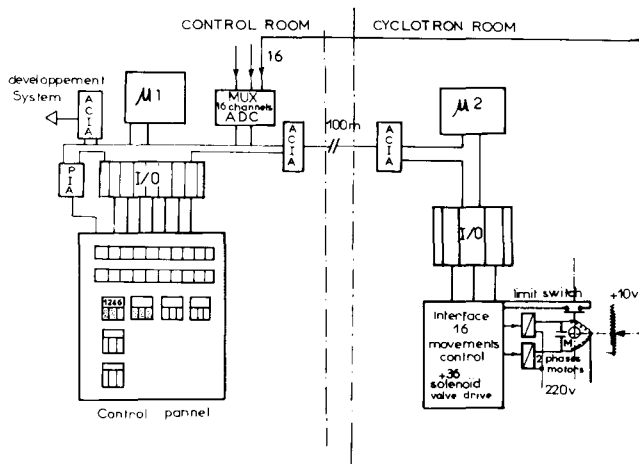 CONTROL ROOM
CYCLOTRON ROOM
16
developpement
System
ACIA
μ1
MUX
16 channels
ADC
ACIA
100m
ACIA
μ2
PIA
I/O
I/O
1246
limit switch
+10v
Interface
16
movements
control
+36
solenoid
valve drive
M
2 phases
motors
220v
Control pannel